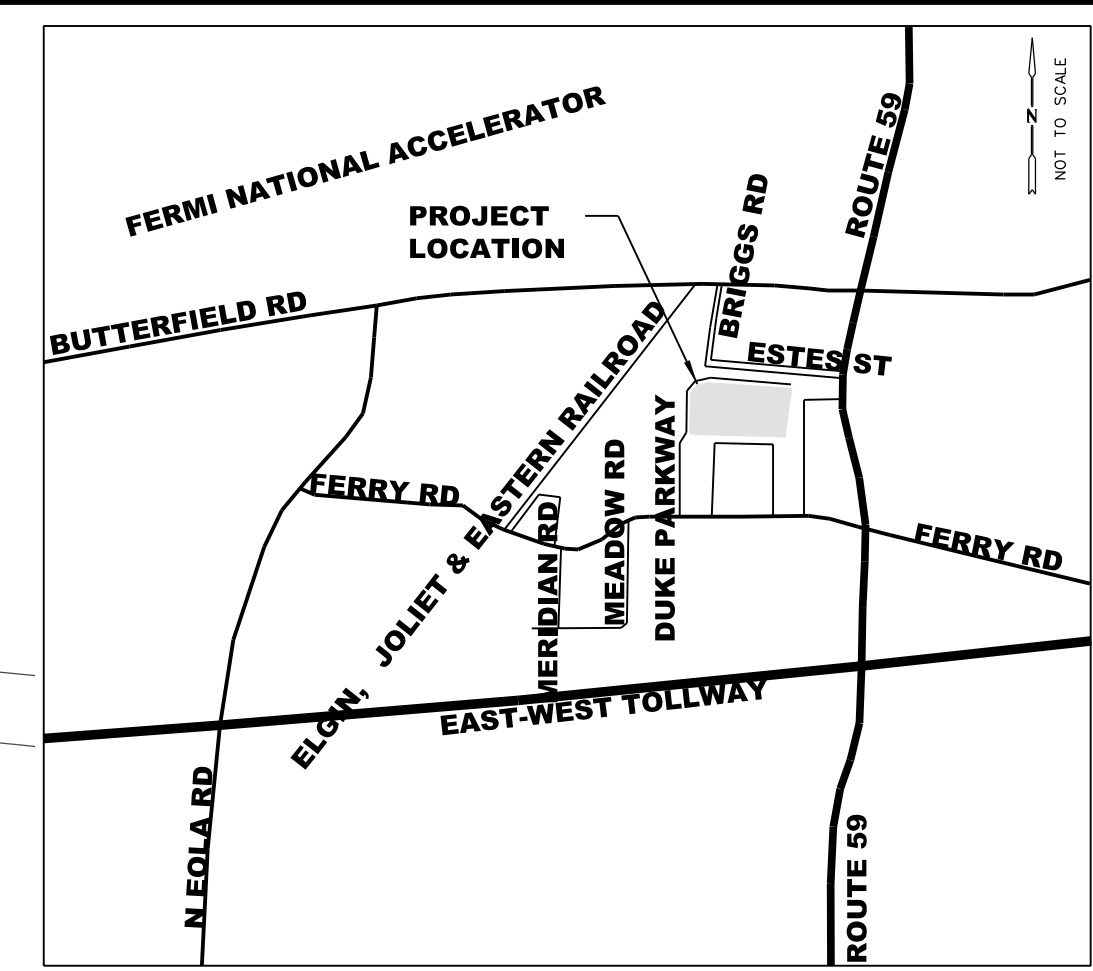 FERMI NATIONAL ACCELERATOR
ROUTE 59
N
NOT TO SCALE
PROJECT
LOCATION
BRIGGS RD
BUTTERFIELD RD
ESTES ST
ELGIN, JOLIET & EASTERN RAILROAD
FERRY RD
MERIDIAN RD
MEADOW RD
DUKE PARKWAY
FERRY RD
EAST-WEST TOLLWAY
N EOLA RD
ROUTE 59